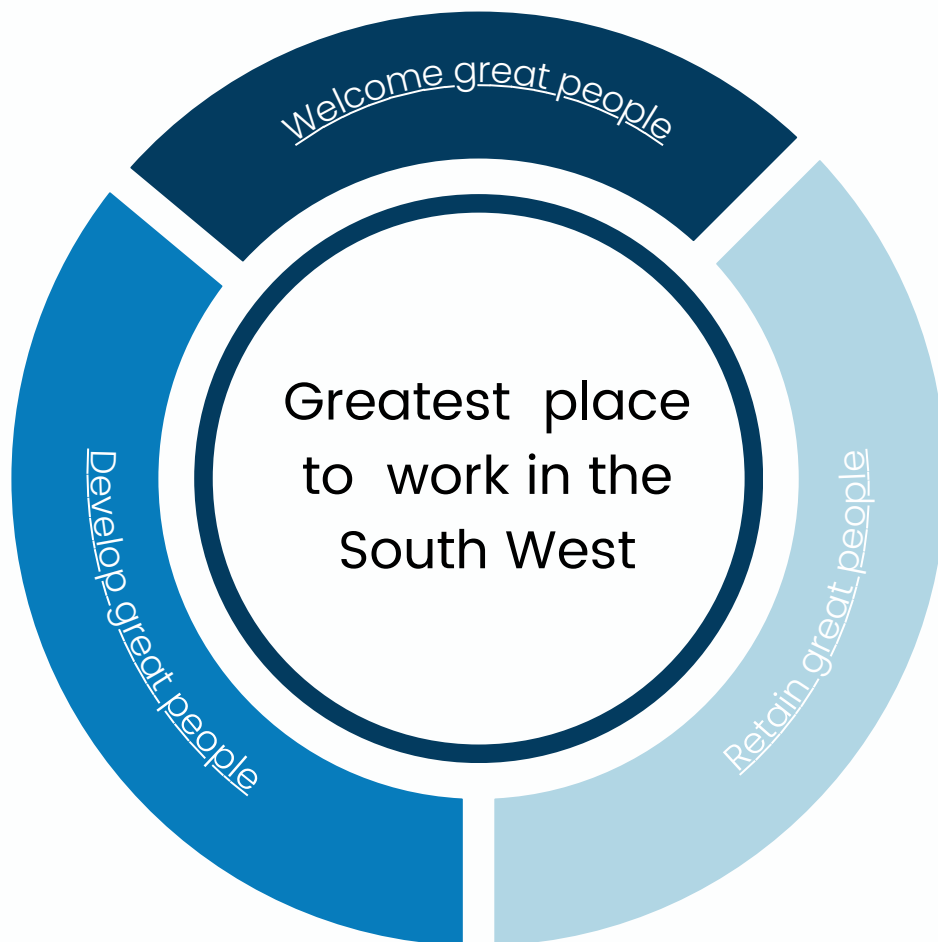 Welcome great people
Greatest place
to work in the
South West
Develop great people
Retain great people